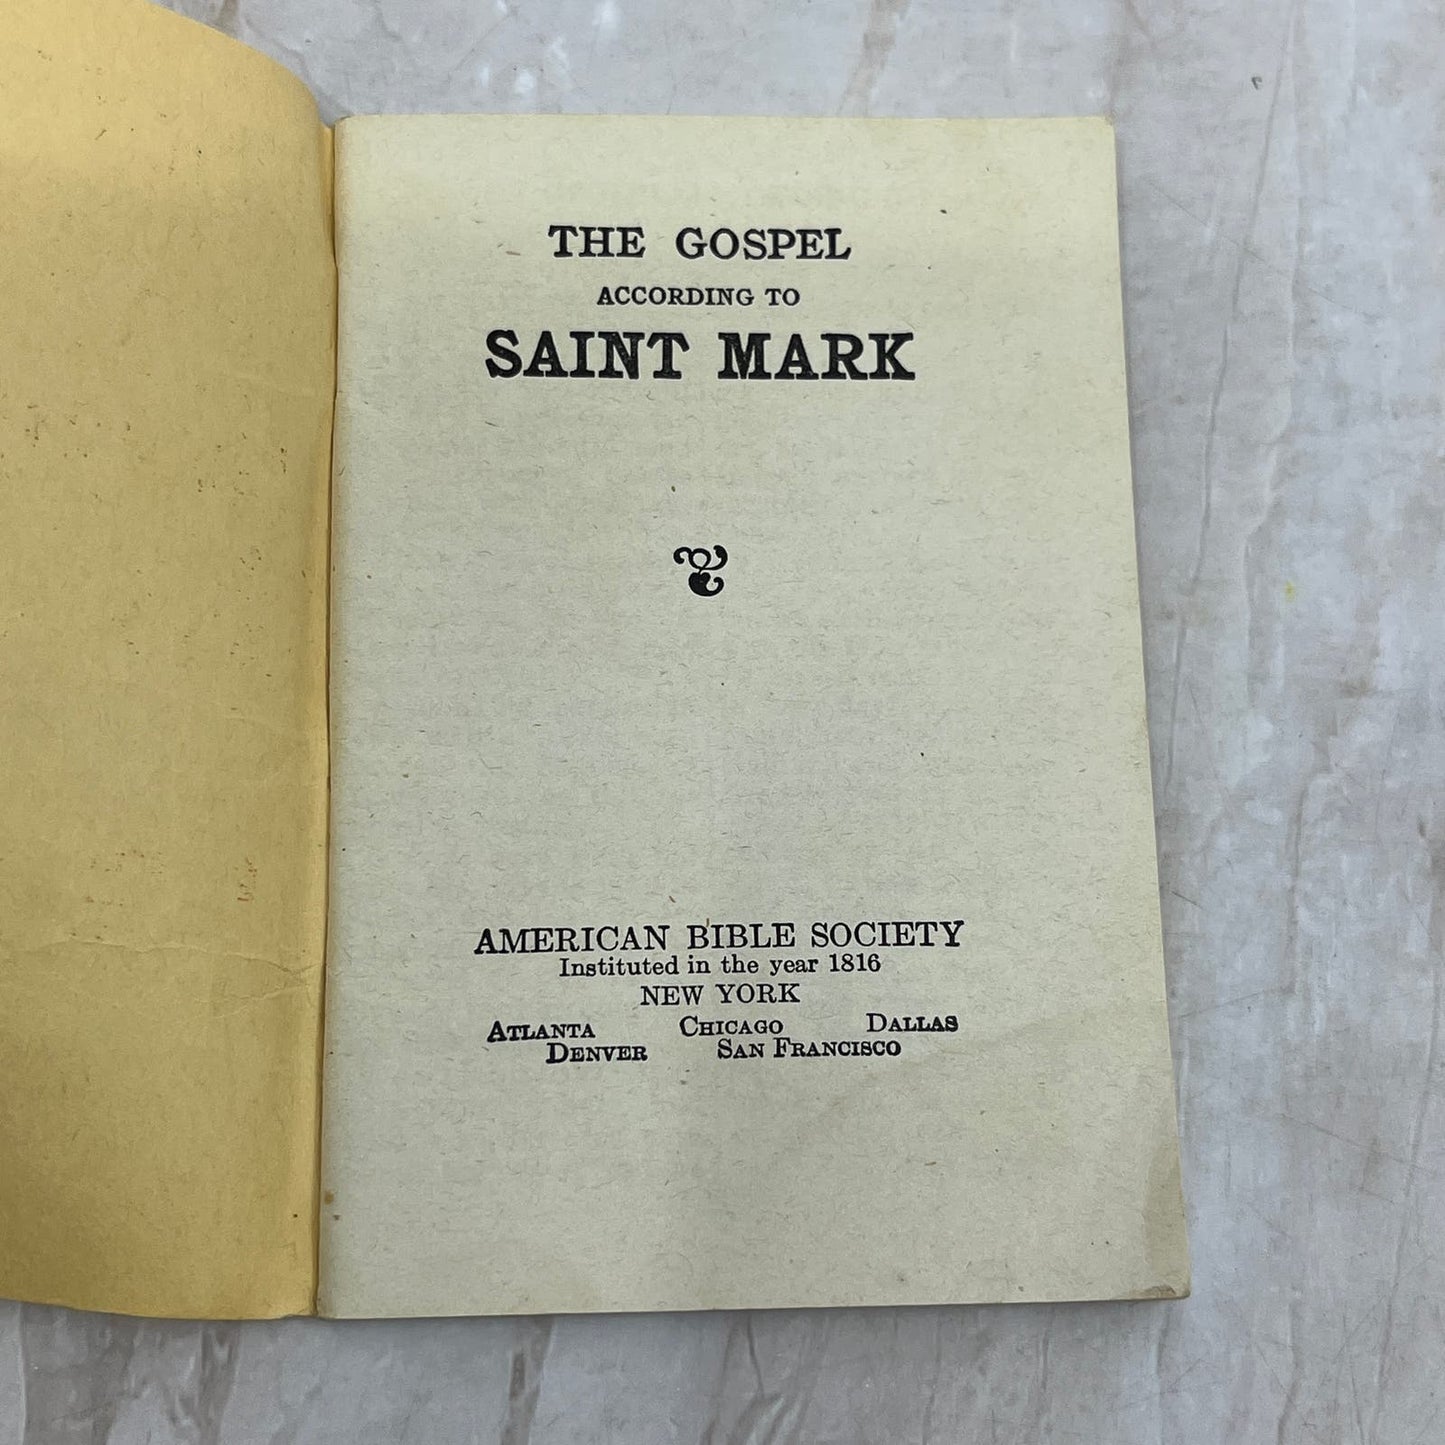 THE GOSPEL
ACCORDING TO
SAINT MARK
AMERICAN BIBLE SOCIETY
Instituted in the year 1816
NEW YORK
ATLANTA CHICAGO DALLAS
DENVER SAN FRANCISCO